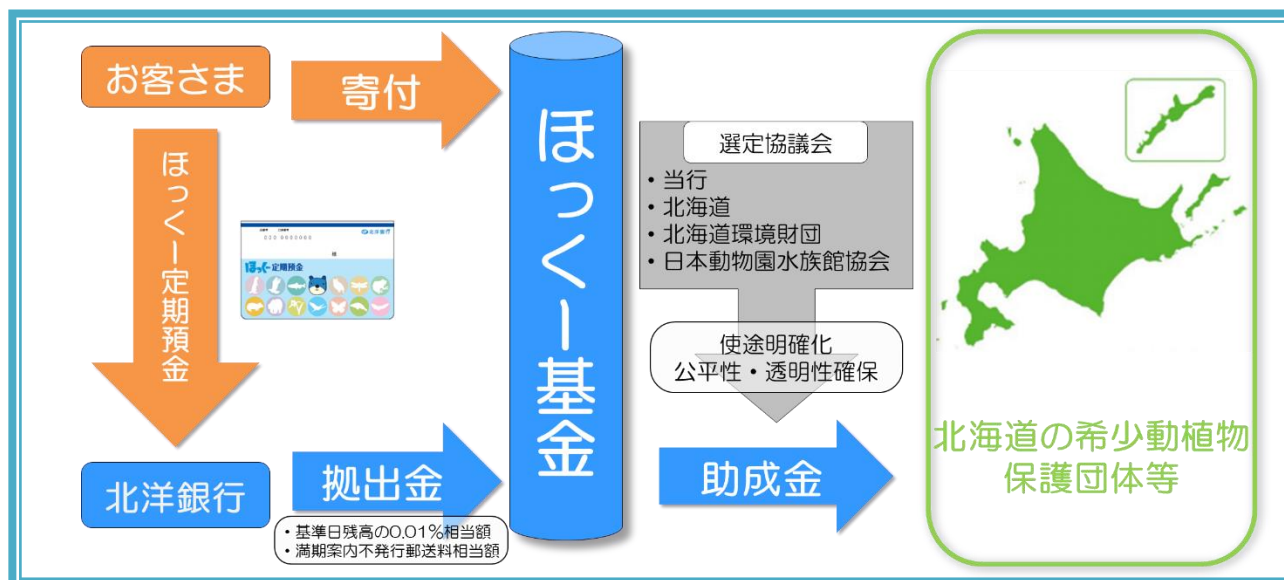 お客さま
寄付
ほっくー定期預金
北洋銀行
ほっくー定期預金
北洋銀行
拠出金
・基準日残高の0.01%相当額
・満期案内不発行郵送料相当額
ほっくー基金
選定協議会
・当行
・北海道
・北海道環境財団
・日本動物園水族館協会
使途明確化
公平性・透明性確保
助成金
北海道の希少動植物
保護団体等